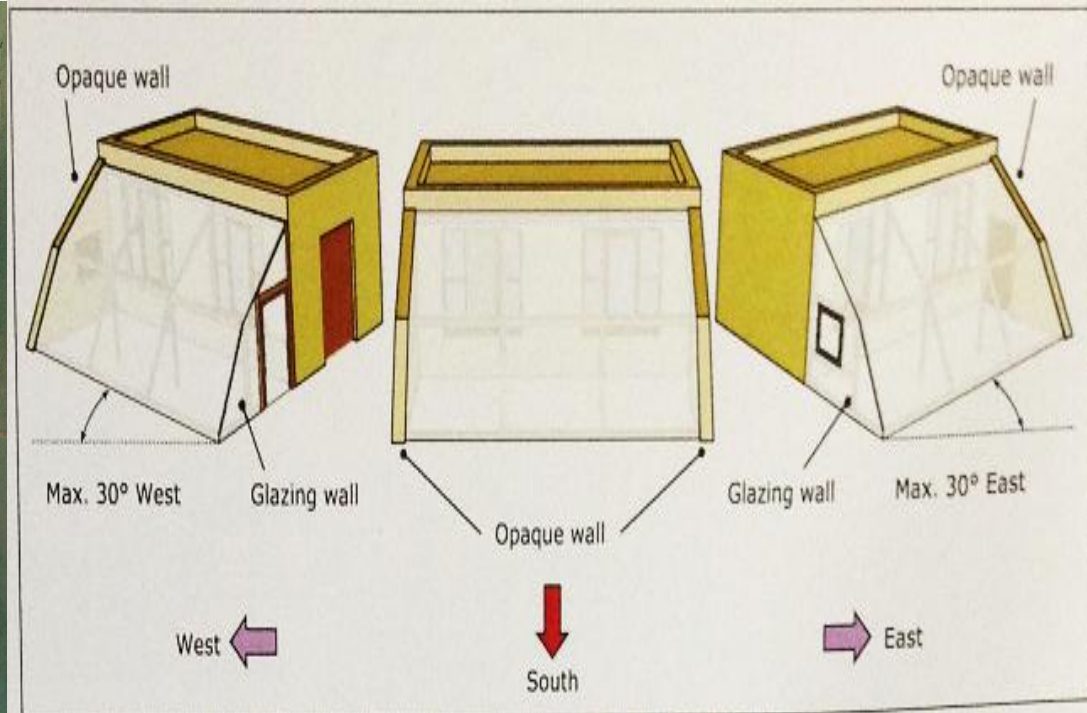 Opaque wall
Opaque wall
Max. 30° West
Glazing wall
Glazing wall
Max. 30° East
Opaque wall
West
South
East